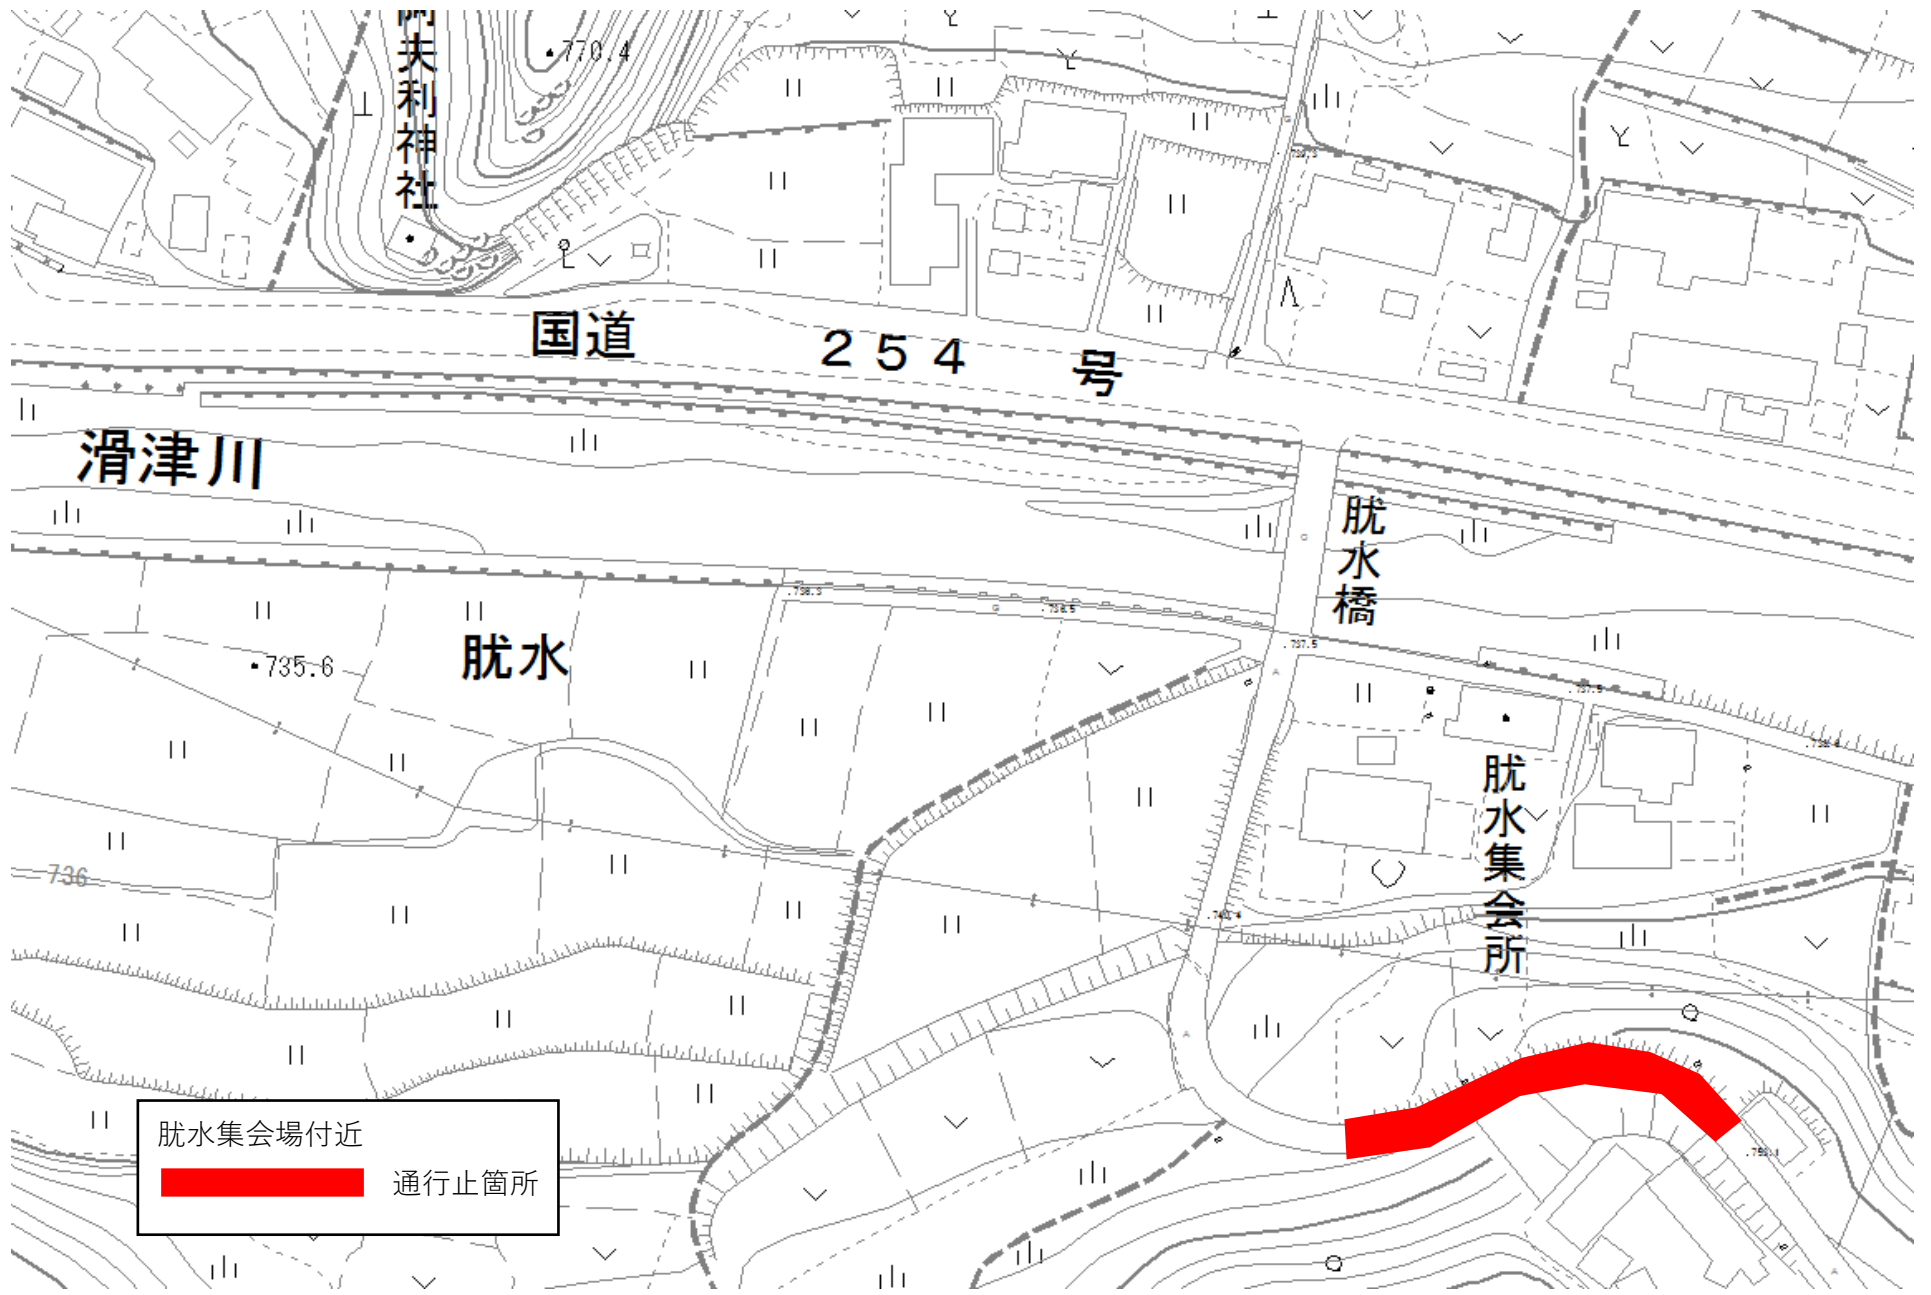 阿夫利神社
770.4
国道 254 号
滑津川
肬水橋
肬水
735.6
肬水集会所
736
737.5
肬水集会場付近
通行止箇所